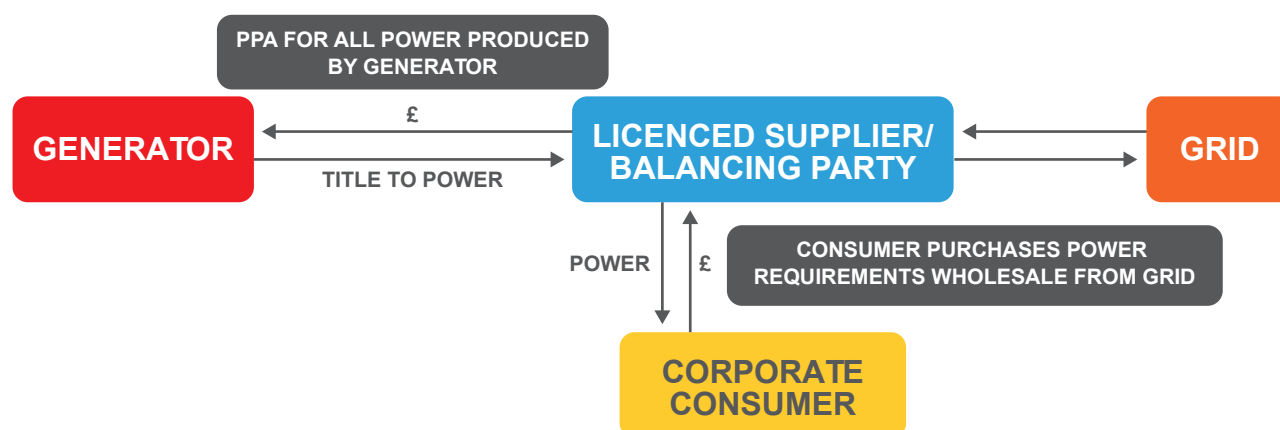 PPA FOR ALL POWER PRODUCED
BY GENERATOR
GENERATOR
£
TITLE TO POWER
LICENCED SUPPLIER/
BALANCING PARTY
GRID
POWER
£
CONSUMER PURCHASES POWER
REQUIREMENTS WHOLESALE FROM GRID
CORPORATE
CONSUMER